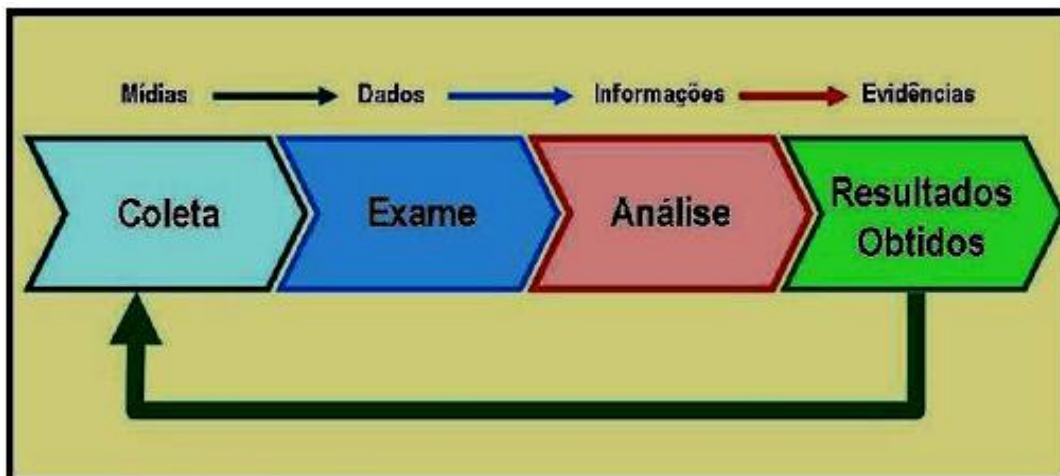 Mídias Dados Informações Evidências
Coleta
Exame
Análise
Resultados
Obtidos